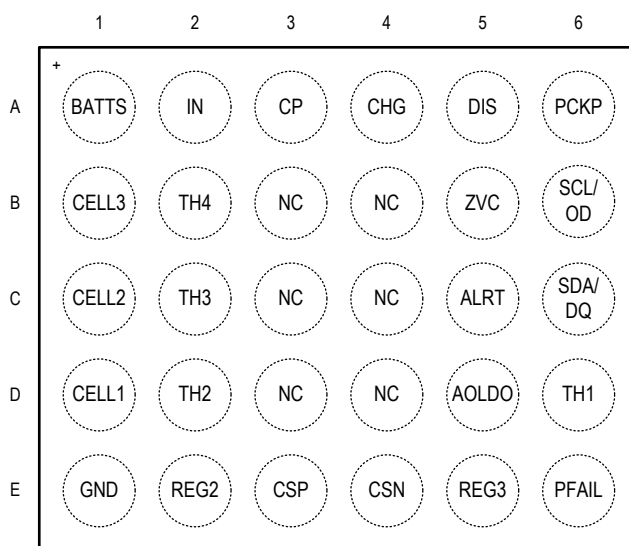 1 2 3 4 5 6
+
A BATTS IN CP CHG DIS PCKP
B CELL3 TH4 NC NC ZVC SCL/
OD
C CELL2 TH3 NC NC ALRT SDA/
DQ
D CELL1 TH2 NC NC AOLDO TH1
E GND REG2 CSP CSN REG3 PFAIL